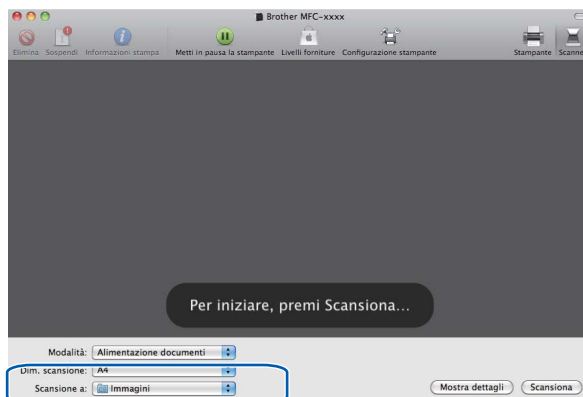 Brother MFC-xxxx
Elimina Sospendi Informazioni stampa Metti in pausa la stampante Livelli forniture Configurazione stampante Stampante
Per iniziare, premi Scansiona...
Modalità: Alimentazione documenti
Dim. scansione: A4
Scansione a: Immagini
Mostra dettagli Scansiona